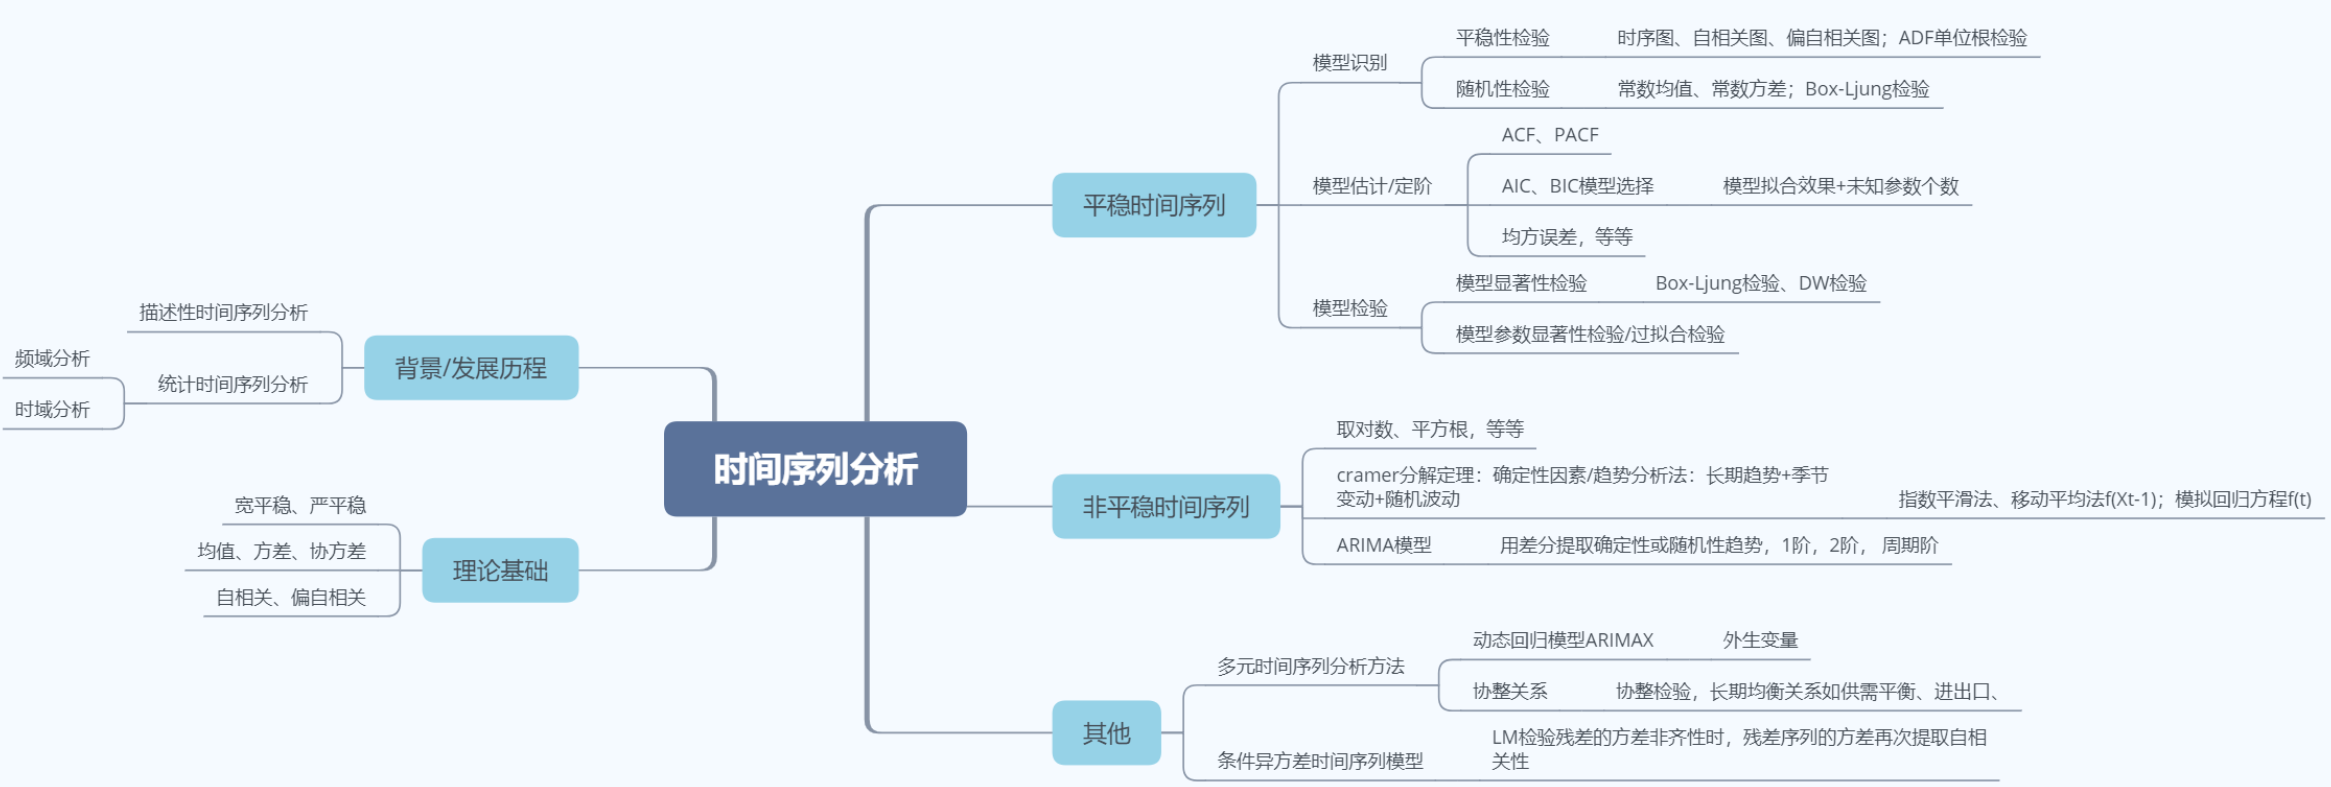 时间序列分析
背景/发展历程
描述性时间序列分析
统计时间序列分析
频域分析
时域分析
理论基础
宽平稳、严平稳
均值、方差、协方差
自相关、偏自相关
平稳时间序列
模型识别
平稳性检验
时序图、自相关图、偏自相关图；ADF单位根检验
随机性检验
常数均值、常数方差；Box-Ljung检验
模型估计/定阶
ACF、PACF
AIC、BIC模型选择
模型拟合效果+未知参数个数
均方误差，等等
模型检验
模型显著性检验
Box-Ljung检验、DW检验
模型参数显著性检验/过拟合检验
非平稳时间序列
取对数、平方根，等等
cramer分解定理：确定性因素/趋势分析法：长期趋势+季节
变动+随机波动
指数平滑法、移动平均法f(Xt-1)；模拟回归方程f(t)
ARIMA模型
用差分提取确定性或随机性趋势，1阶，2阶， 周期阶
其他
多元时间序列分析方法
动态回归模型ARIMAX
外生变量
协整关系
协整检验，长期均衡关系如供需平衡、进出口、
条件异方差时间序列模型
LM检验残差的方差非齐性时，残差序列的方差再次提取自相
关性